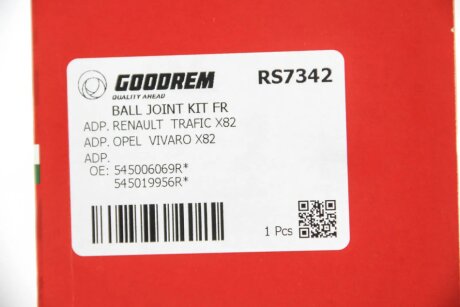 GOODREM RS7342
QUALITY AHEAD
BALL JOINT KIT FR
ADP. RENAULT TRAFIC X82
ADP. OPEL VIVARO X82
ADP.
OE: 545006069R*
545019956R*
1 Pcs